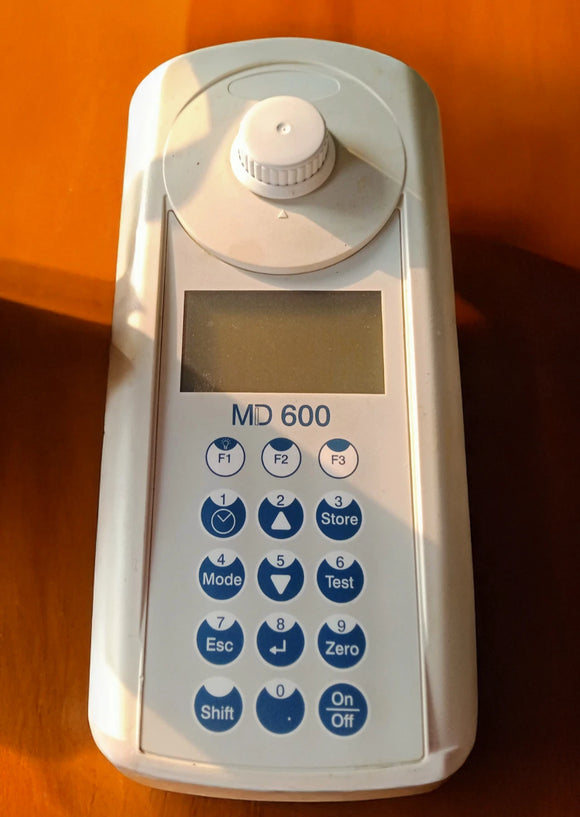 MD 600
F1 F2 F3
1 2 3
Store
4 5 6
Mode Test
7 8 9
Esc Zero
0 On
Shift . Off